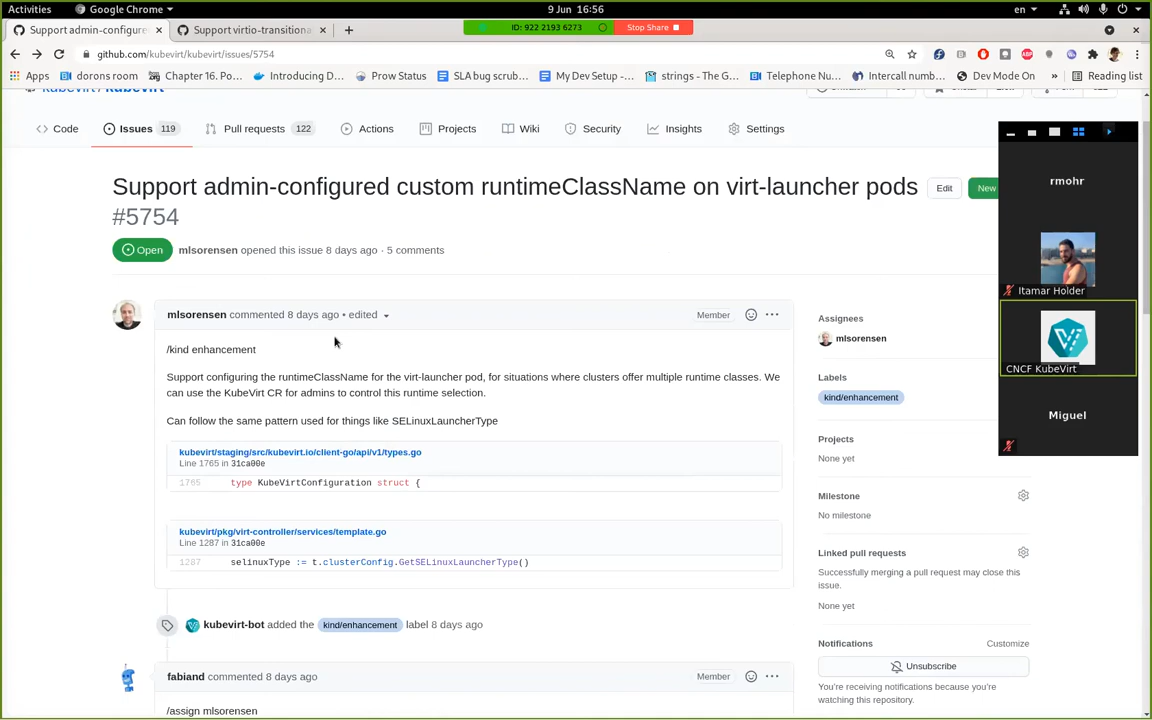 Activities
Google Chrome
9 Jun 16:56
en
Support admin-configure
Support virtio-transitional
ID: 922 2193 6273
Stop Share
github.com/kubevirt/kubevirt/issues/5754
Apps
dorons room
Chapter 16. Po...
Introducing D...
Prow Status
SLA bug scrub...
My Dev Setup -...
strings - The G...
Telephone Nu...
Intercall numb...
Dev Mode On
»
Reading list
kubevirt / kubevirt
Code
Issues 119
Pull requests 122
Actions
Projects
Wiki
Security
Insights
Settings
Support admin-configured custom runtimeClassName on virt-launcher pods
#5754
Edit
New
Open
mlsorensen opened this issue 8 days ago · 5 comments
mlsorensen commented 8 days ago • edited
Member
/kind enhancement
Support configuring the runtimeClassName for the virt-launcher pod, for situations where clusters offer multiple runtime classes. We
can use the KubeVirt CR for admins to control this runtime selection.
Can follow the same pattern used for things like SELinuxLauncherType
kubevirt/staging/src/kubevirt.io/client-go/api/v1/types.go
Line 1765 in 31ca00e
1765 type KubeVirtConfiguration struct {
kubevirt/pkg/virt-controller/services/template.go
Line 1287 in 31ca00e
1287 selinuxType := t.clusterConfig.GetSELinuxLauncherType()
kubevirt-bot added the kind/enhancement label 8 days ago
fabiand commented 8 days ago
Member
/assign mlsorensen
Assignees
mlsorensen
Labels
kind/enhancement
Projects
None yet
Milestone
No milestone
Linked pull requests
Successfully merging a pull request may close this
issue.
None yet
Notifications
Customize
Unsubscribe
You're receiving notifications because you're
watching this repository.
rmohr
Itamar Holder
CNCF KubeVirt
Miguel